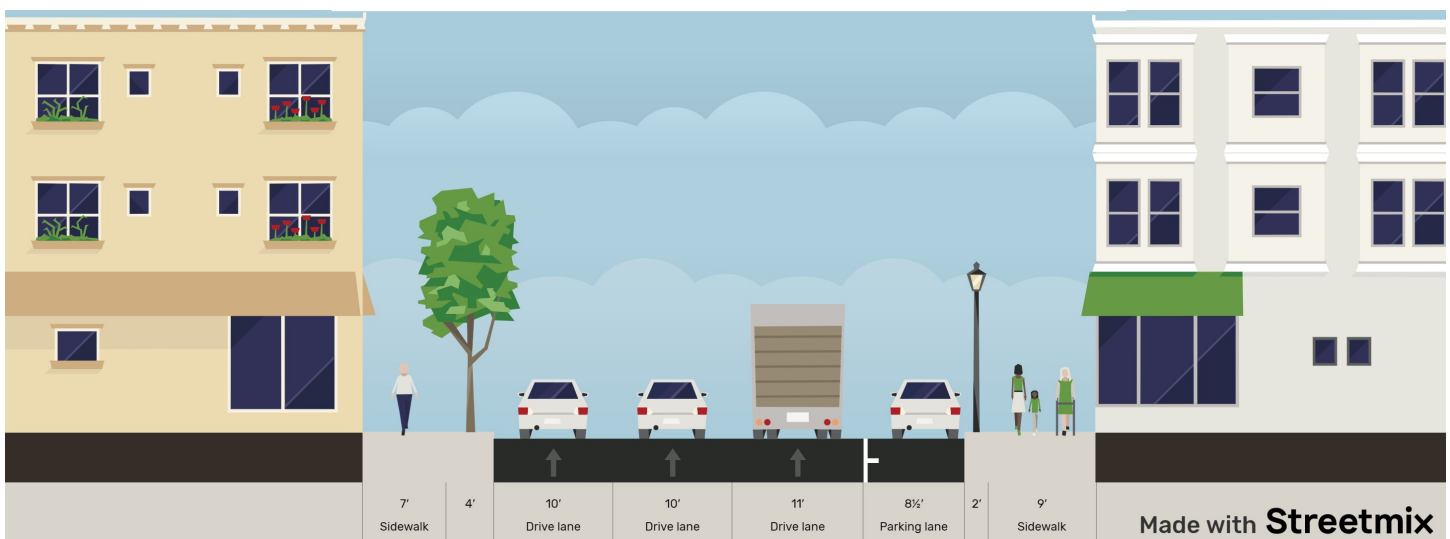 7′
4′
10′
10′
11′
8½′
2′
9′
Sidewalk
Drive lane
Drive lane
Drive lane
Parking lane
Sidewalk
Made with Streetmix